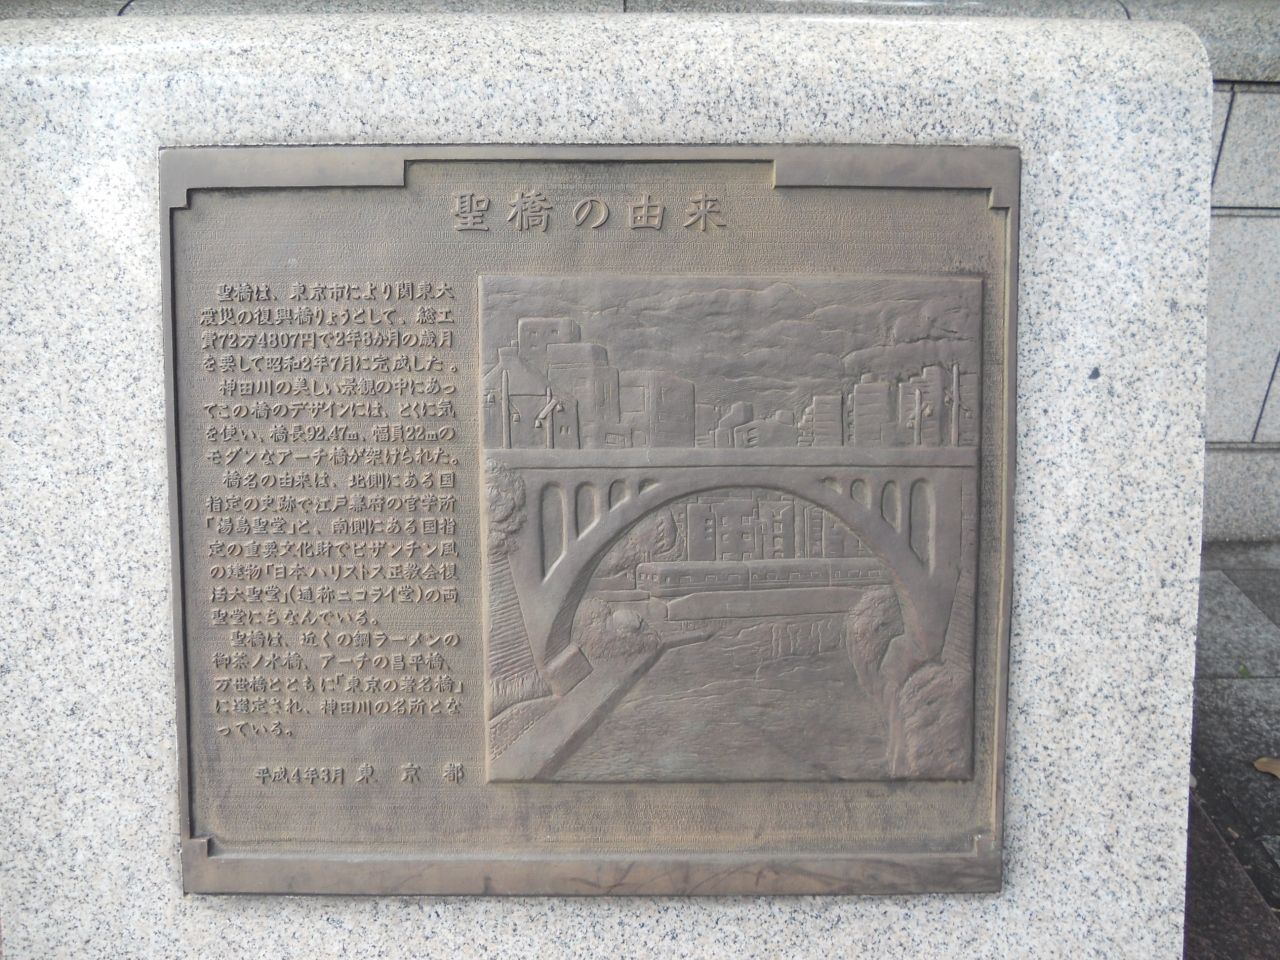 聖橋の由来
聖橋は、東京市により関東大
震災の復興橋りょうとして、総工
費72万4807円で2年8か月の歳月
を要して昭和2年7月に完成した。
神田川の美しい景観の中にあっ
てこの橋のデザインには、とくに気
を使い、橋長92.47m、幅員22mの
モダンなアーチ橋が架けられた。
橋名の由来は、北側にある国
指定の史跡で江戸幕府の官学所
「湯島聖堂」と、南側にある国指
定の重要文化財でビザンチン風
の建物「日本ハリストス正教会復
活大聖堂」(通称ニコライ堂)の両
聖堂にちなんでいる。
聖橋は、近くの鋼ラーメンの
御茶ノ水橋、アーチの昌平橋、
万世橋とともに「東京の著名橋」
に選定され、神田川の名所とな
っている。
平成4年3月 東京都